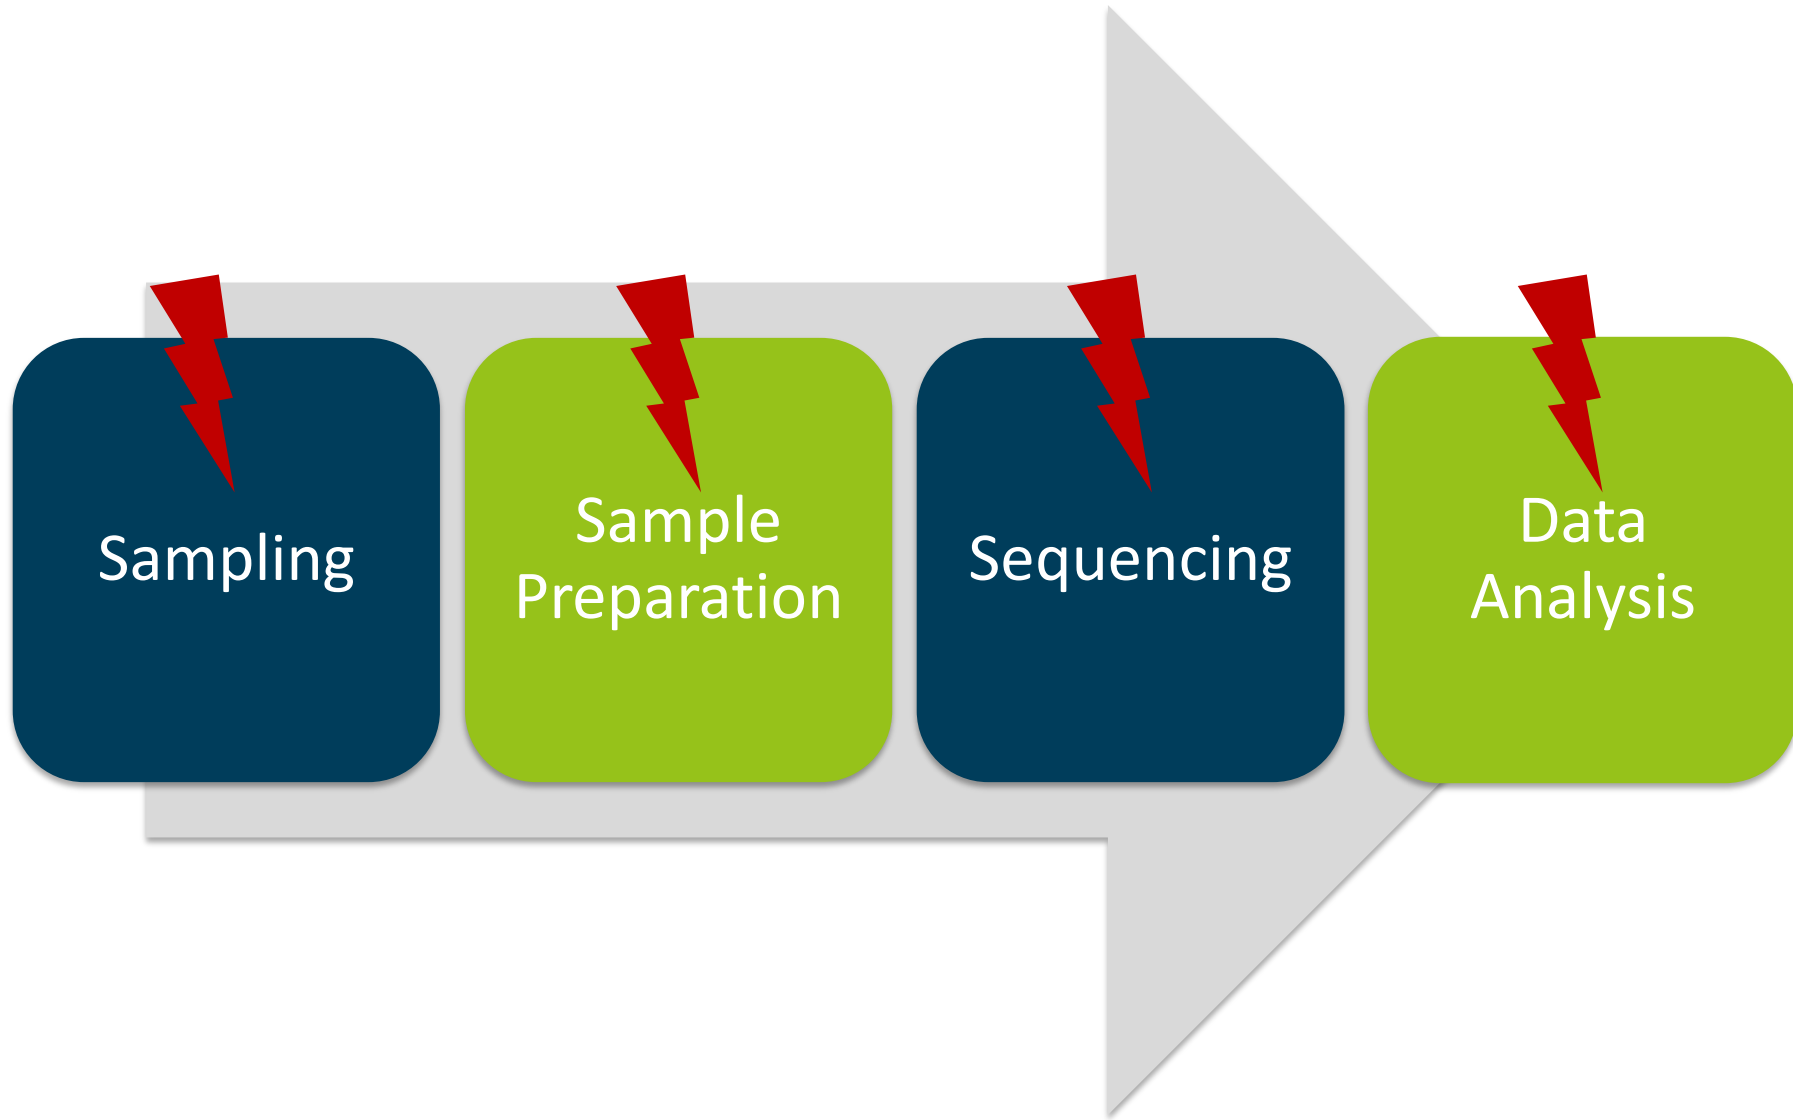 Sampling
Sample
Preparation
Sequencing
Data
Analysis